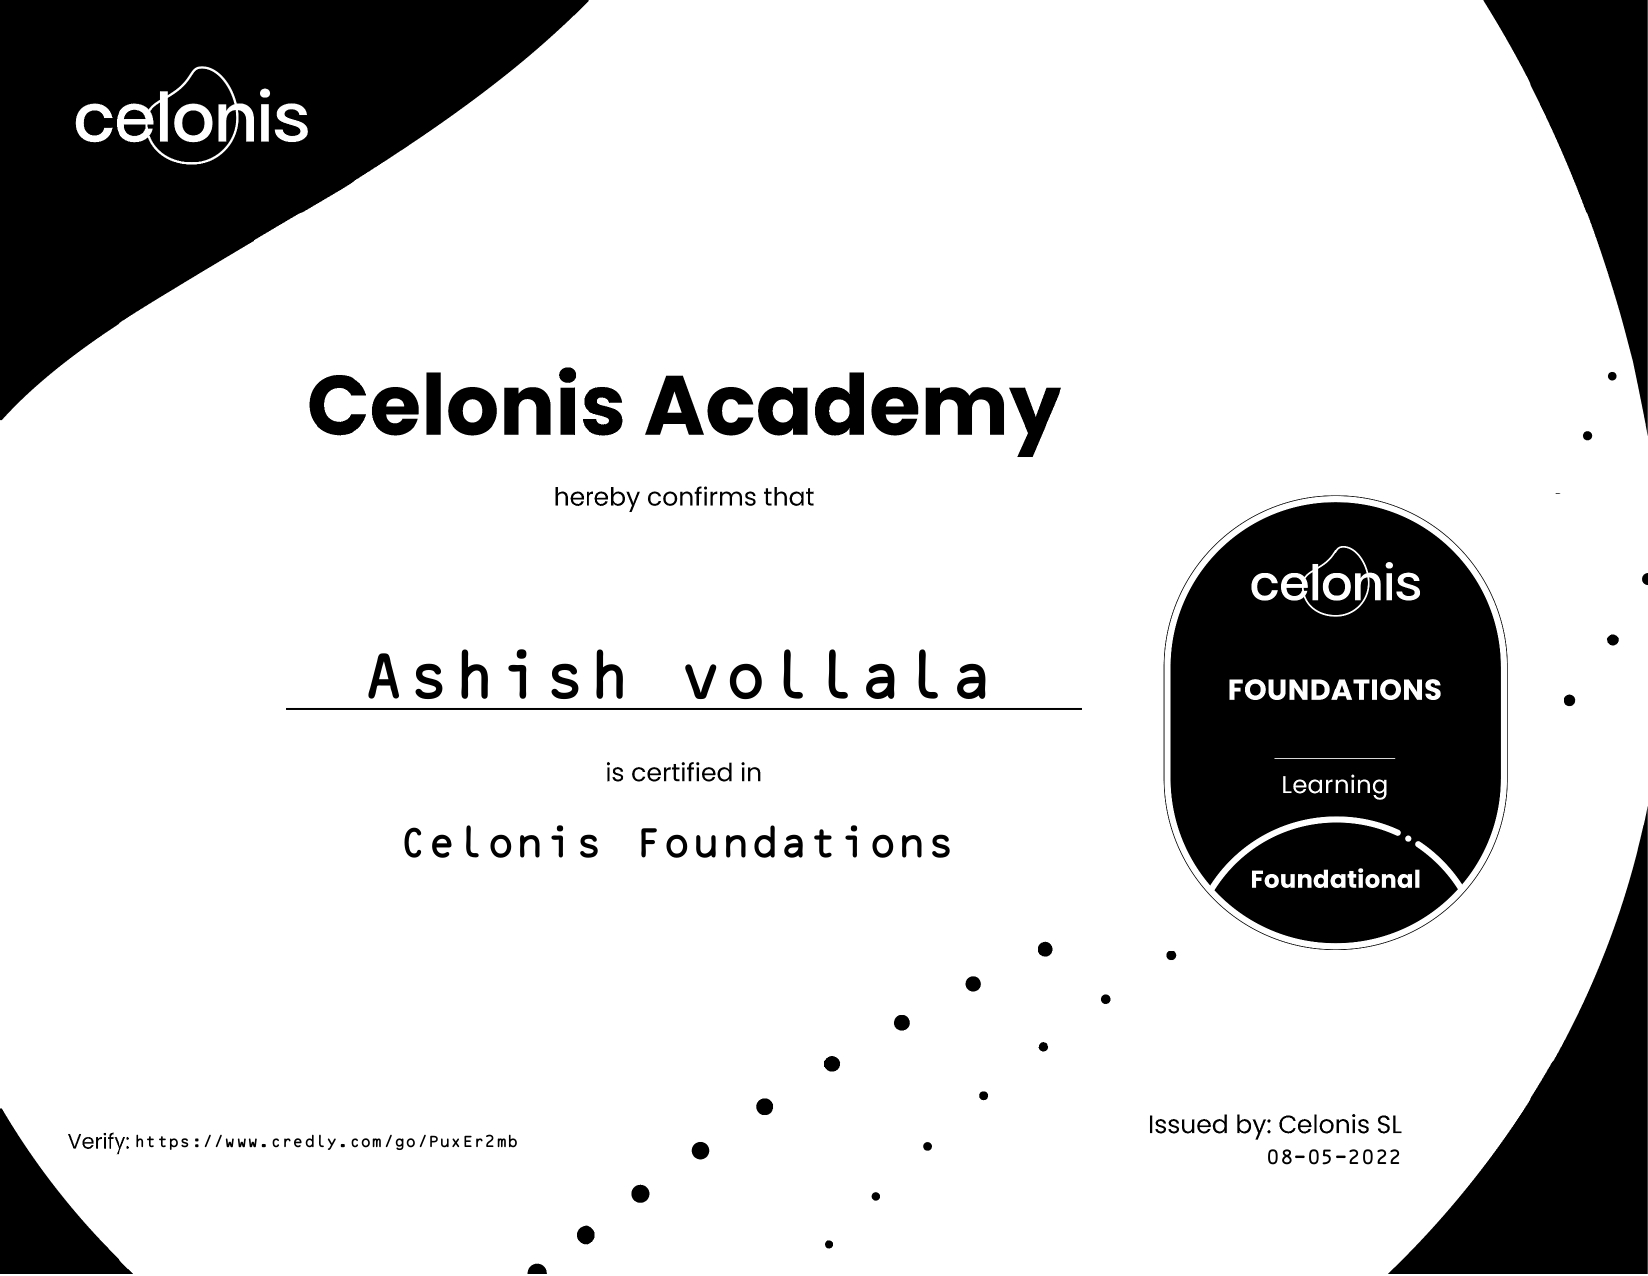 celonis
Celonis Academy
hereby confirms that
Ashish vollala
is certified in
Celonis Foundations
celonis
FOUNDATIONS
Learning
Foundational
Verify: https://www.credly.com/go/PuxEr2mb
Issued by: Celonis SL
08-05-2022